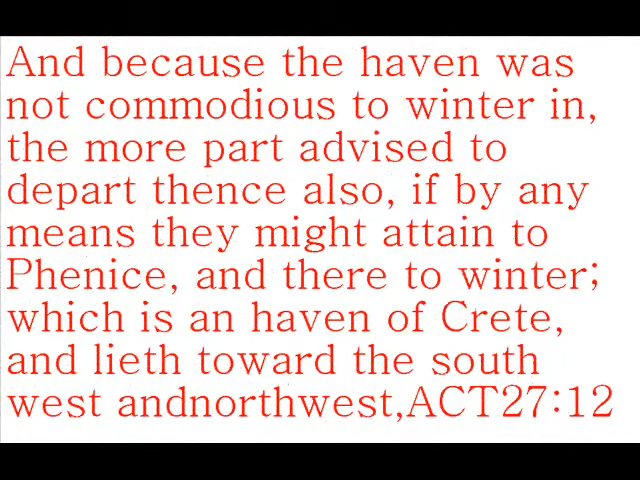 And because the haven was
not commodious to winter in,
the more part advised to
depart thence also, if by any
means they might attain to
Phenice, and there to winter;
which is an haven of Crete,
and lieth toward the south
west andnorthwest,ACT27:12